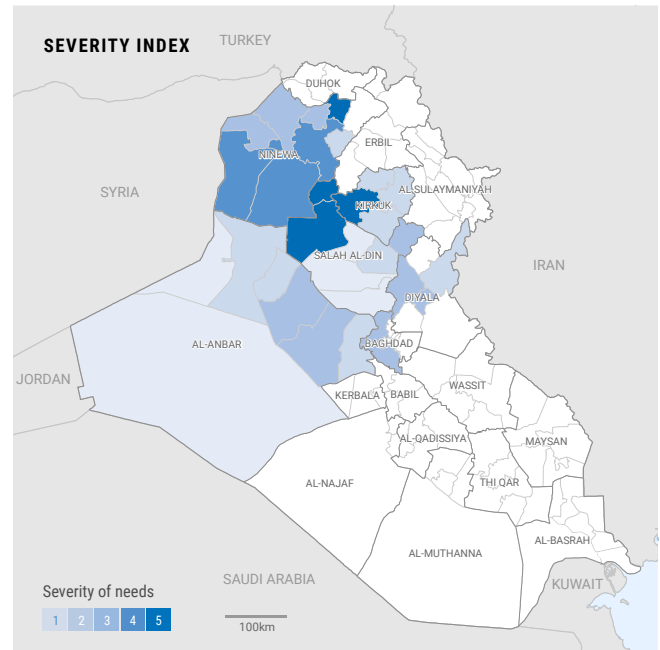 SEVERITY INDEX
TURKEY
DUHOK
ERBIL
NINEWA
AL-SULAYMANIYAH
SYRIA
KIRKUK
SALAH AL-DIN
IRAN
DIYALA
AL-ANBAR
BAGHDAD
JORDAN
WASSIT
KERBALA
BABIL
AL-QADISSIYA
MAYSAN
AL-NAJAF
THI QAR
AL-BASRAH
AL-MUTHANNA
SAUDI ARABIA
KUWAIT
Severity of needs
1 2 3 4 5
100km